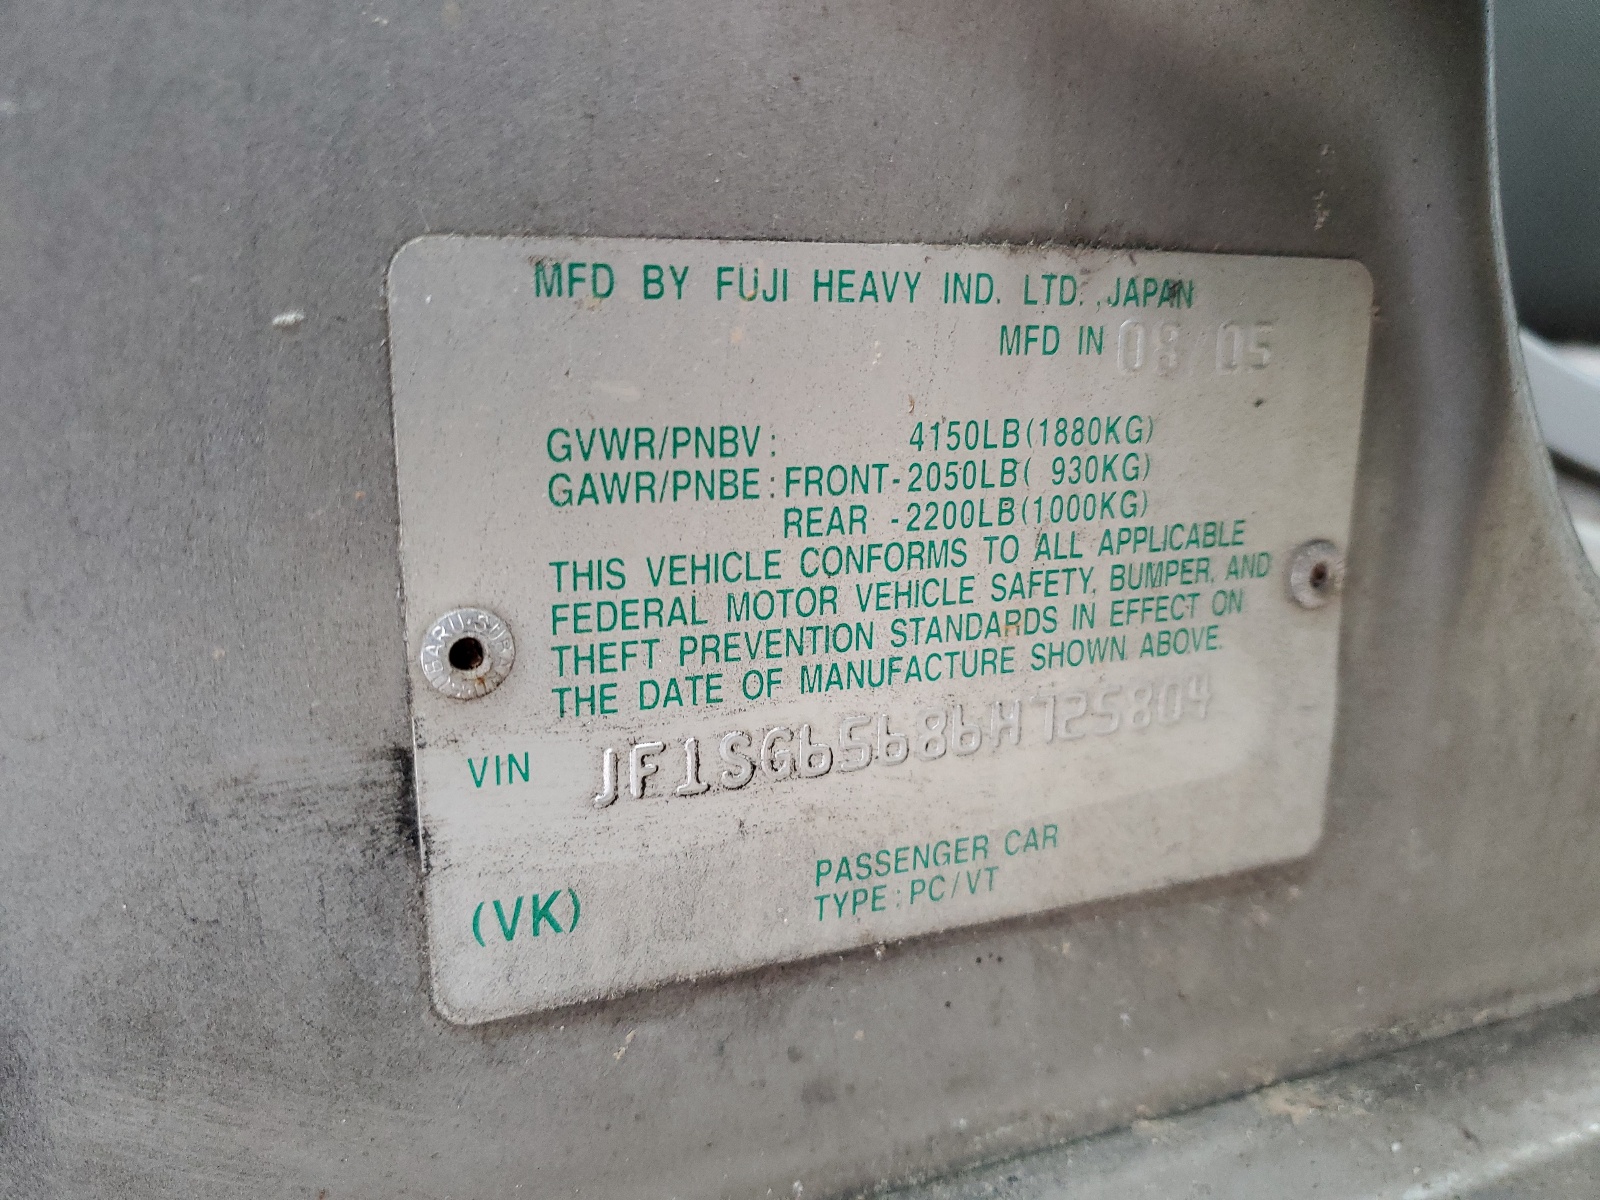 MFD BY FUJI HEAVY IND. LTD. ,JAPAN
MFD IN 05
GVWR/PNBV: 4150LB(1880KG)
GAWR/PNBE:FRONT-2050LB( 930KG)
REAR -2200LB(1000KG)
THIS VEHICLE CONFORMS TO ALL APPLICABLE
FEDERAL MOTOR VEHICLE SAFETY, BUMPER, AND
THEFT PREVENTION STANDARDS IN EFFECT ON
THE DATE OF MANUFACTURE SHOWN ABOVE.
VIN JF1SG65686H725804
PASSENGER CAR
(VK) TYPE:PC/VT